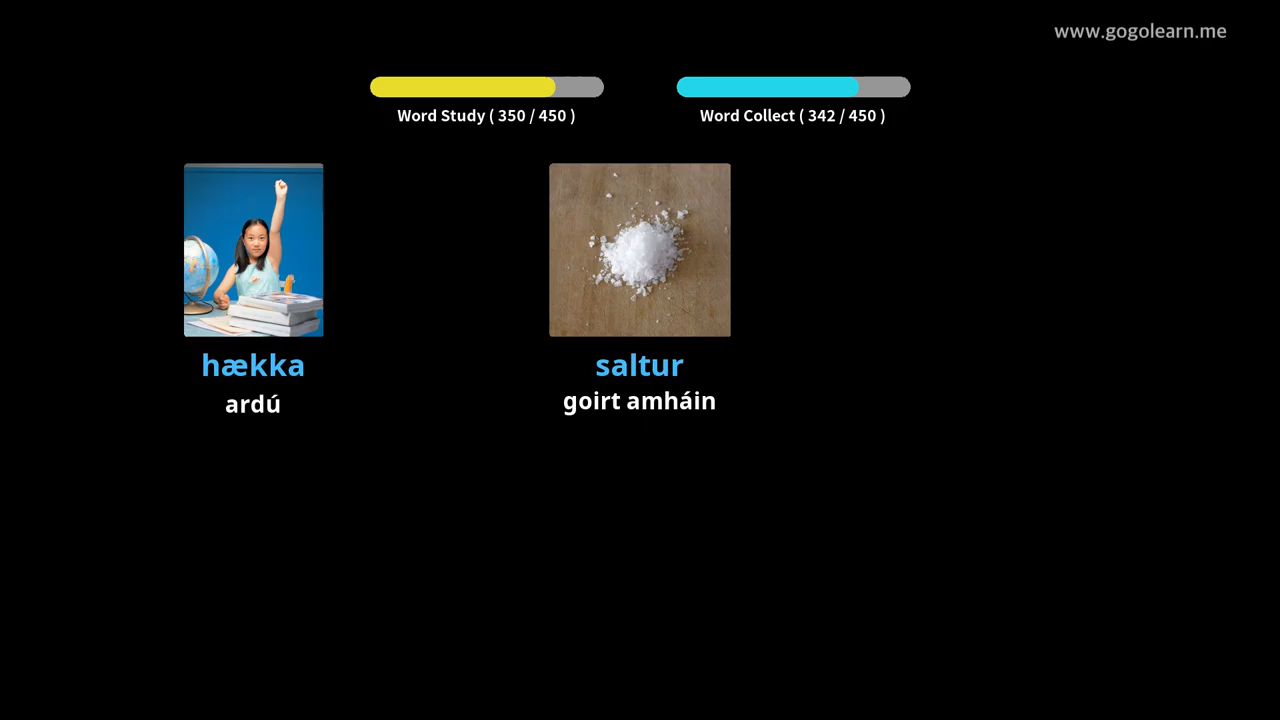 www.gogolearn.me
Word Study ( 350 / 450 )
Word Collect ( 342 / 450 )
hækka
ardú
saltur
goirt amháin